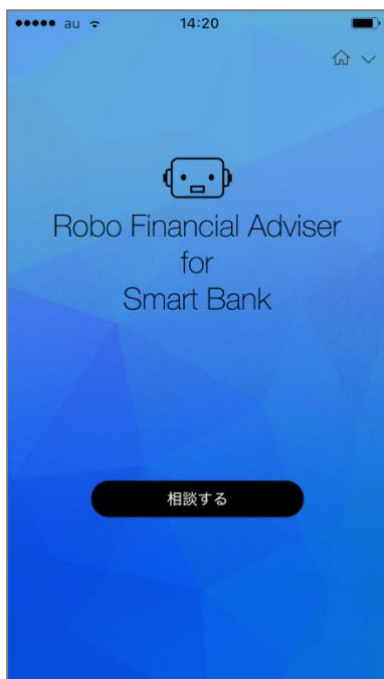 au 14:20
Robo Financial Adviser
for
Smart Bank
相談する